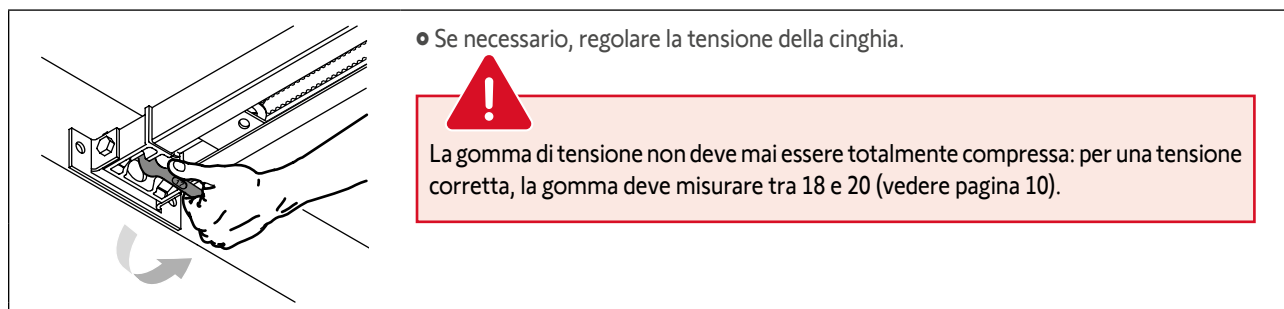 Se necessario, regolare la tensione della cinghia.
!
La gomma di tensione non deve mai essere totalmente compressa: per una tensione
corretta, la gomma deve misurare tra 18 e 20 (vedere pagina 10).